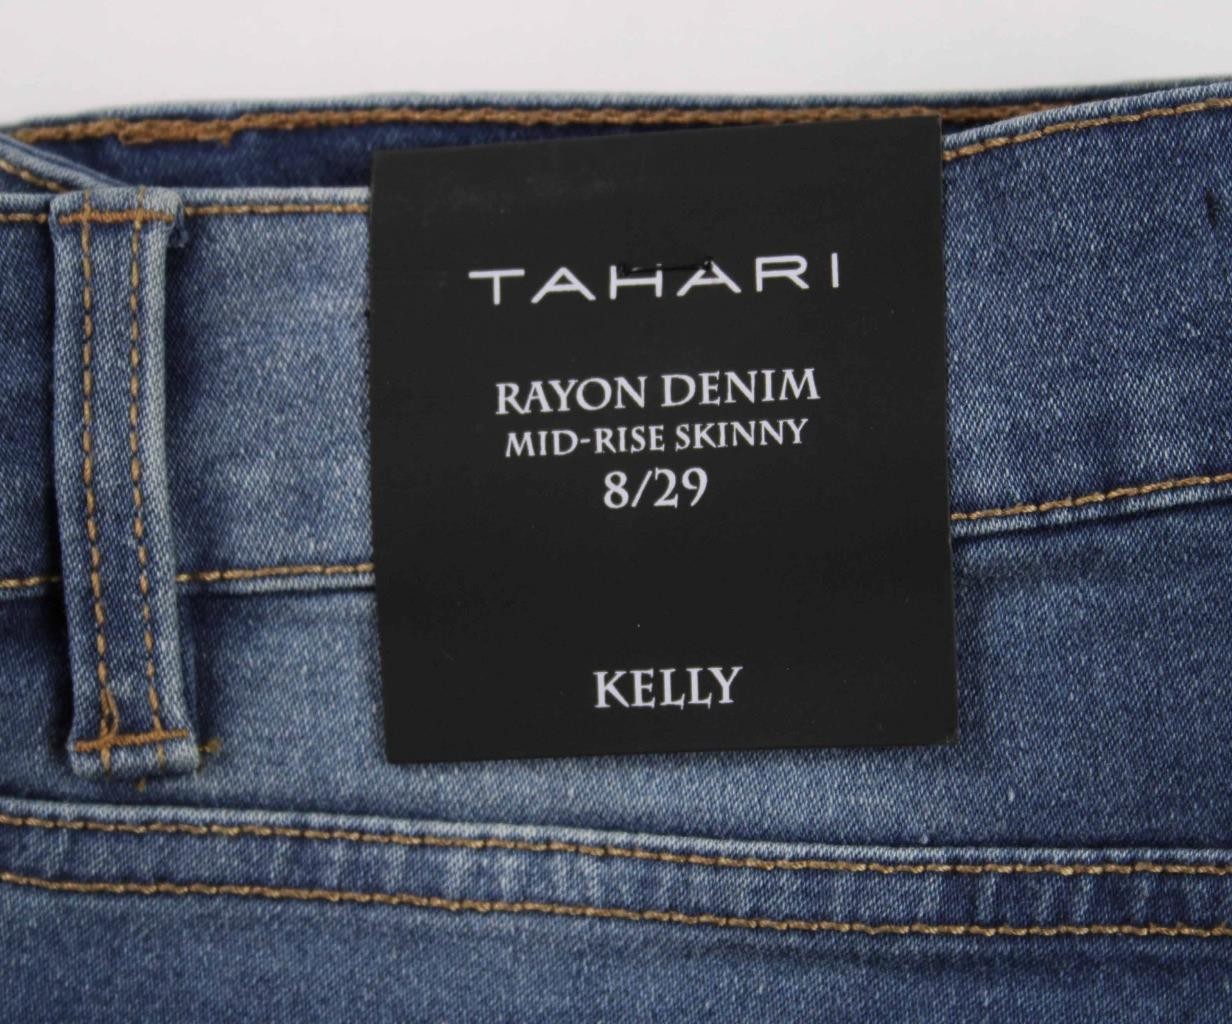 TAHARI
RAYON DENIM
MID-RISE SKINNY
8/29
KELLY